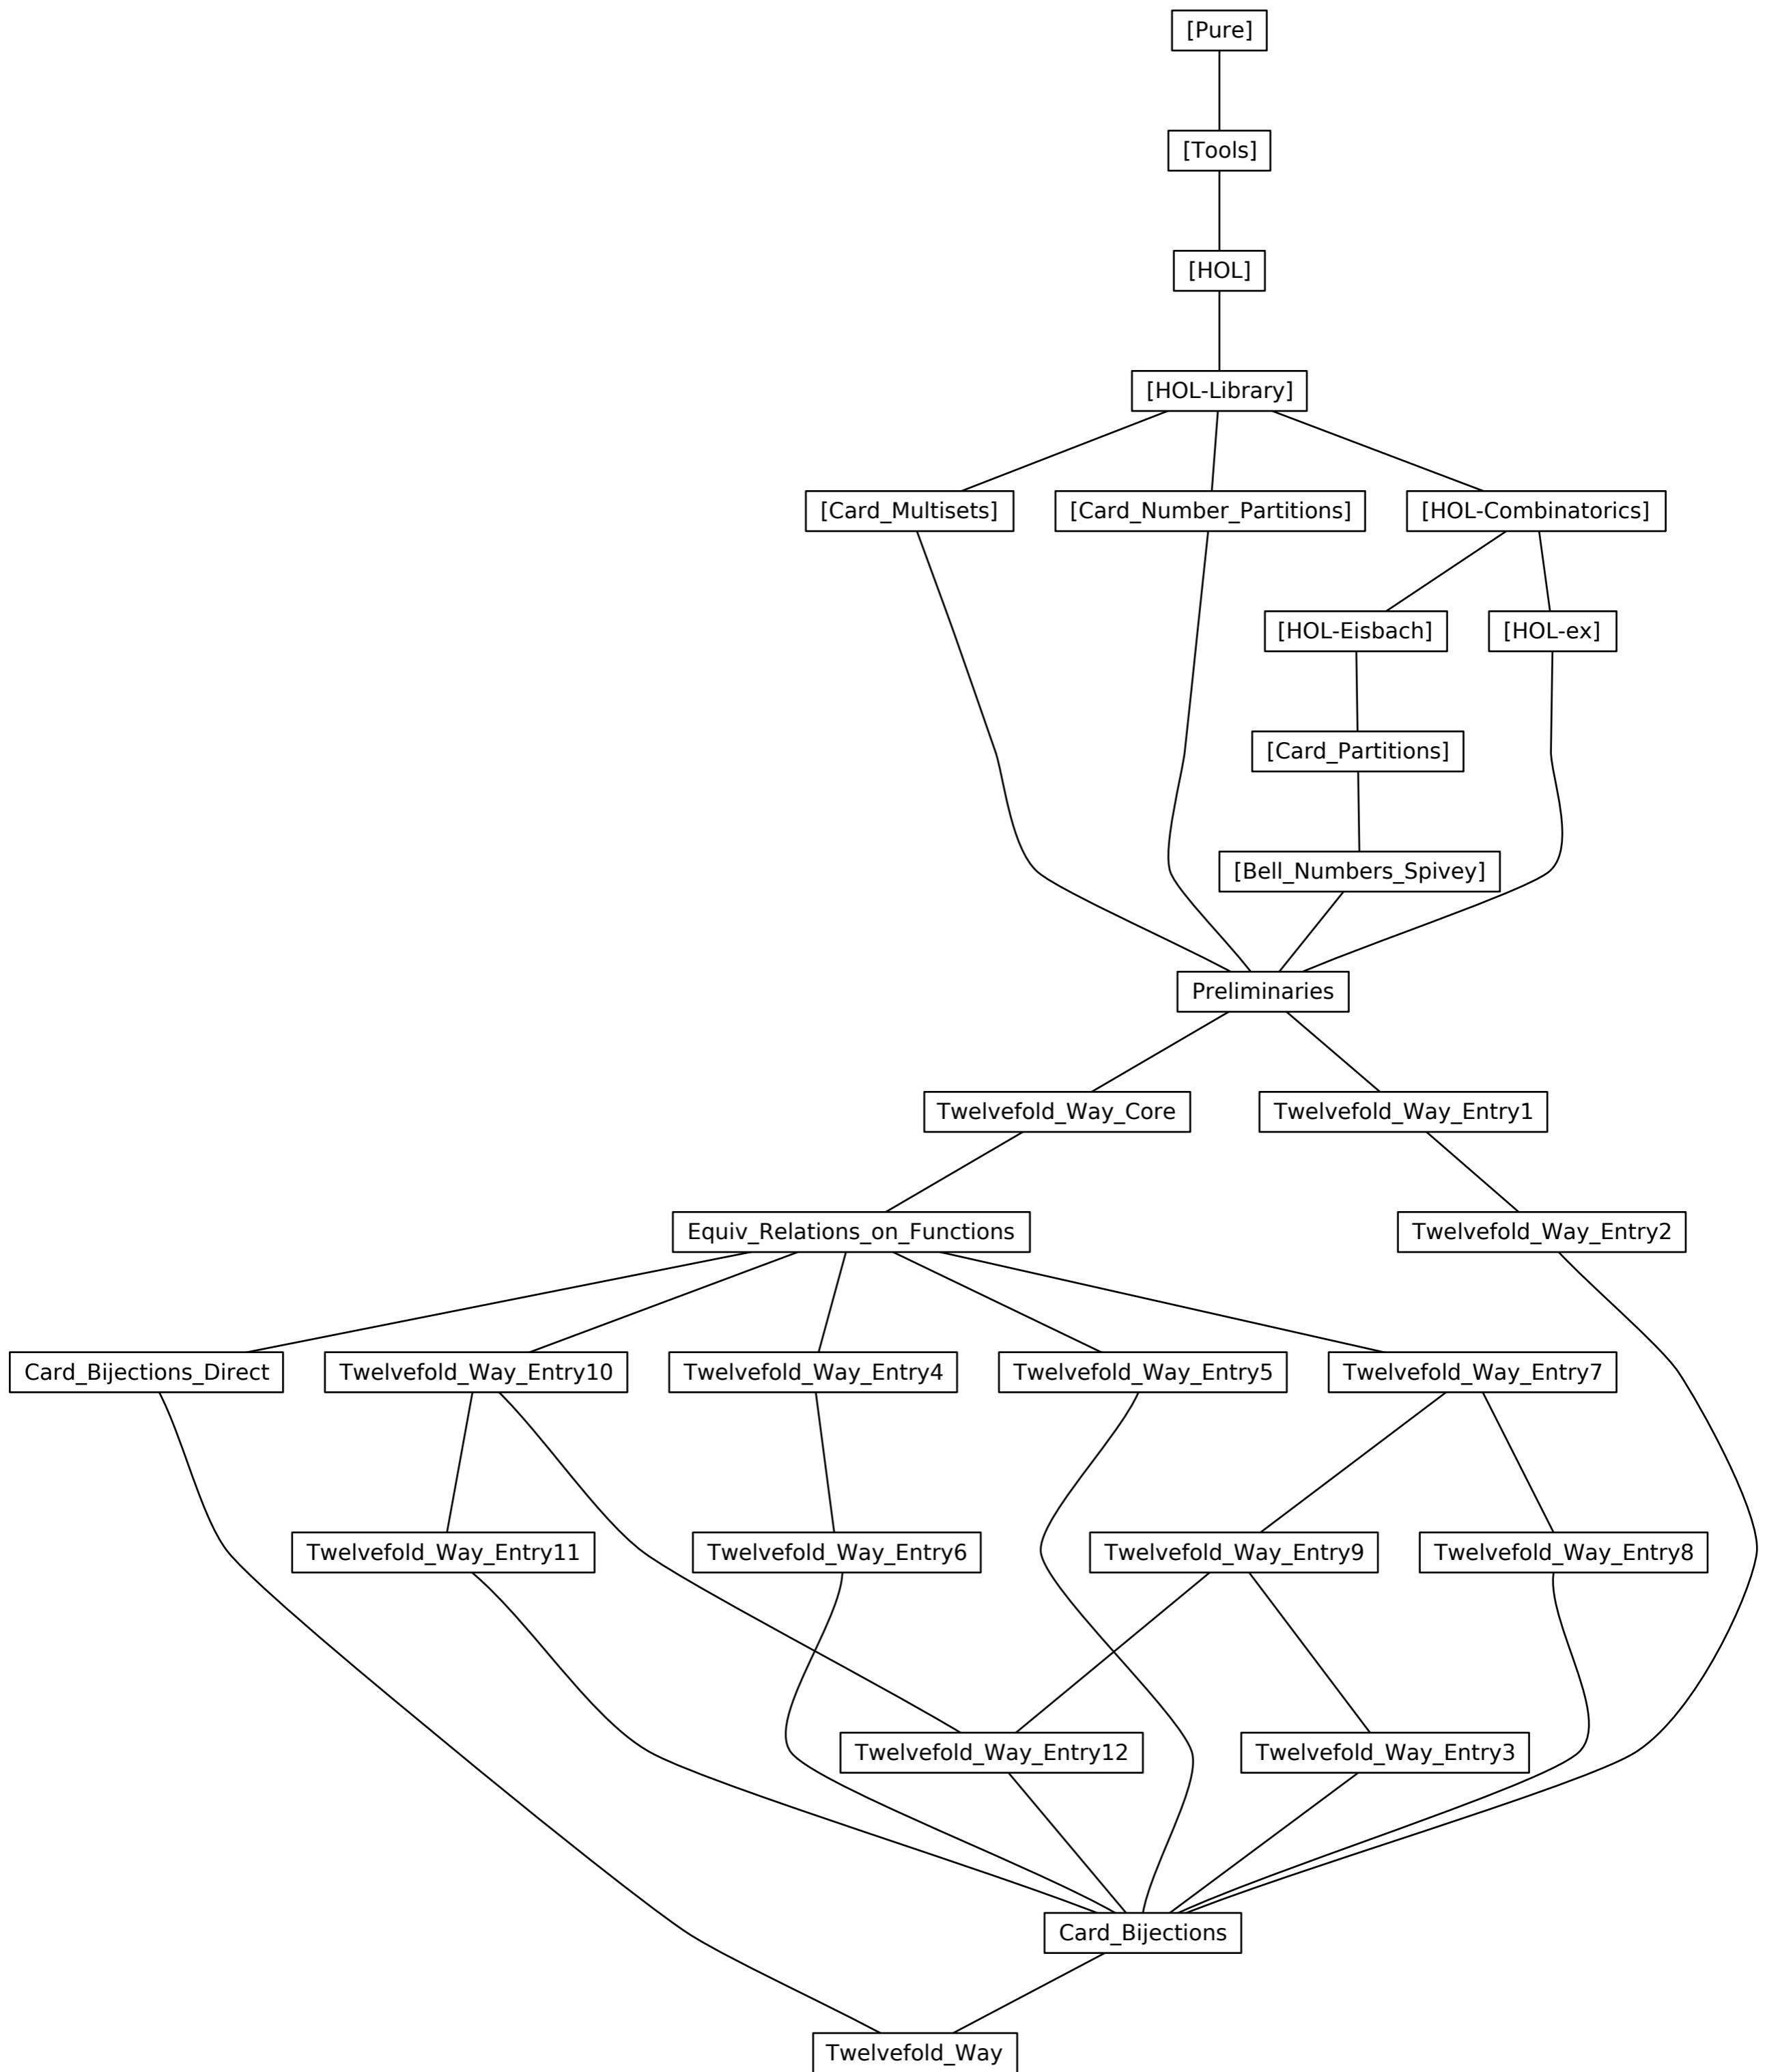 [Pure]
[Tools]
[HOL]
[HOL-Library]
[Card_Multisets]
[Card_Number_Partitions]
[HOL-Combinatorics]
[HOL-Eisbach]
[HOL-ex]
[Card_Partitions]
[Bell_Numbers_Spivey]
Preliminaries
Twelvefold_Way_Core
Twelvefold_Way_Entry1
Equiv_Relations_on_Functions
Twelvefold_Way_Entry2
Card_Bijections_Direct
Twelvefold_Way_Entry10
Twelvefold_Way_Entry4
Twelvefold_Way_Entry5
Twelvefold_Way_Entry7
Twelvefold_Way_Entry11
Twelvefold_Way_Entry6
Twelvefold_Way_Entry9
Twelvefold_Way_Entry8
Twelvefold_Way_Entry12
Twelvefold_Way_Entry3
Card_Bijections
Twelvefold_Way